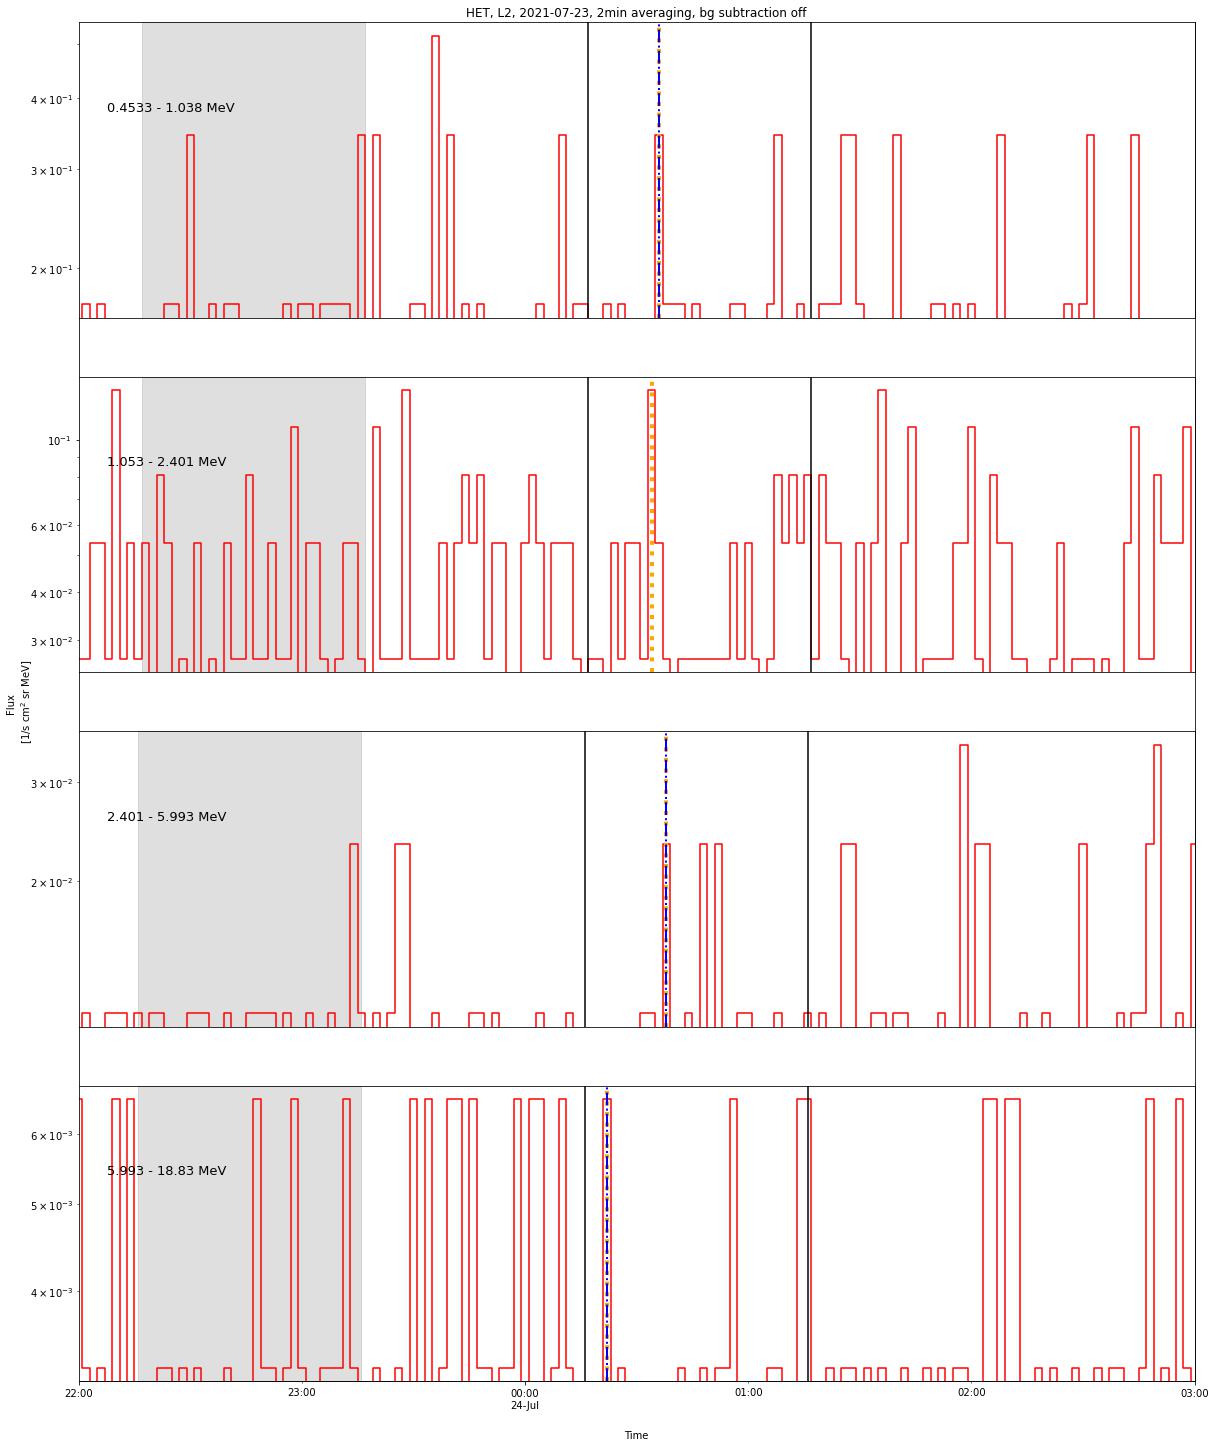 HET, L2, 2021-07-23, 2min averaging, bg subtraction off
4 × 10⁻¹
0.4533 - 1.038 MeV
3 × 10⁻¹
2 × 10⁻¹
10⁻¹
1.053 - 2.401 MeV
6 × 10⁻²
4 × 10⁻²
3 × 10⁻²
Flux
[1/s cm² sr MeV]
3 × 10⁻²
2.401 - 5.993 MeV
2 × 10⁻²
6 × 10⁻³
5.993 - 18.83 MeV
5 × 10⁻³
4 × 10⁻³
22:00 23:00 00:00 01:00 02:00 03:00
24-Jul
Time